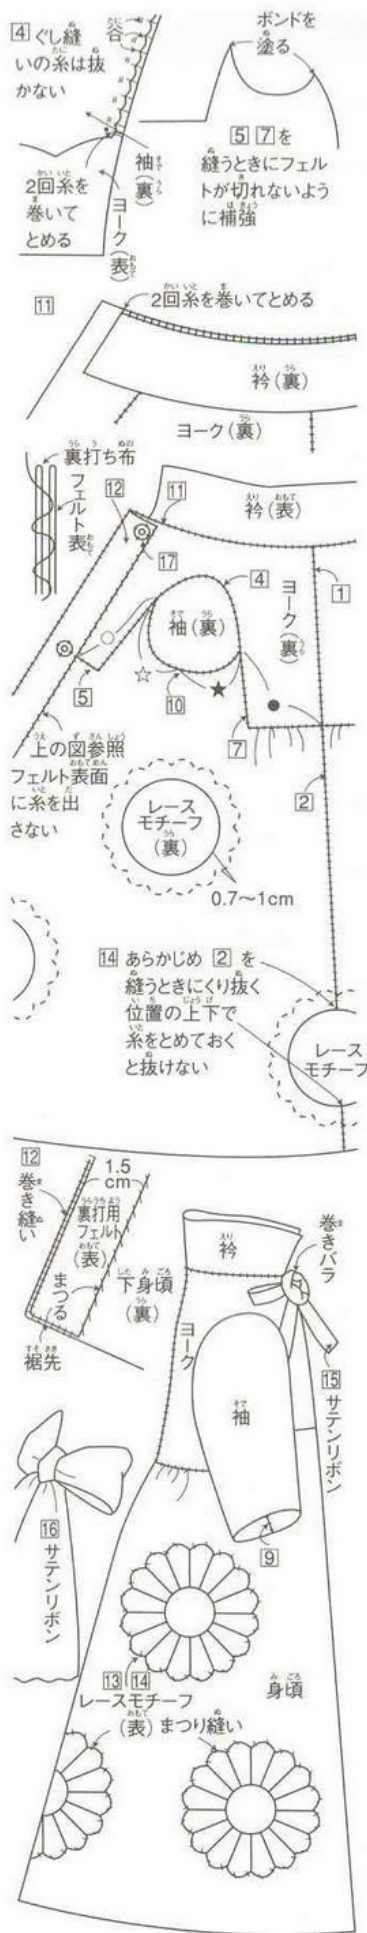 4 ぐし縫
いの糸は抜
かない
谷
ボンドを
塗る
2回糸を
巻いて
とめる
袖(裏)
ヨーク(表)
5 7 を
縫うときにフェル
トが切れないよう
に補強
11
2回糸を巻いてとめる
衿(裏)
ヨーク(裏)
裏打ち布
フェルト表
12
11
衿(表)
17
4
ヨーク(裏)
1
袖(裏)
○
☆
5
10
★
●
7
2
上の図参照
フェルト表面
に糸を出
さない
レース
モチーフ
(裏)
0.7〜1cm
14 あらかじめ 2 を
縫うときにくり抜く
位置の上下で
糸をとめておく
と抜けない
レース
モチーフ
12
巻き縫い
1.5
cm
裏打用
フェルト
(表)
まつる
下身頃
(裏)
裾先
衿
巻きバラ
ヨーク
袖
15 サテンリボン
16 サテンリボン
9
13 14
レースモチーフ
(表) まつり縫い
身頃